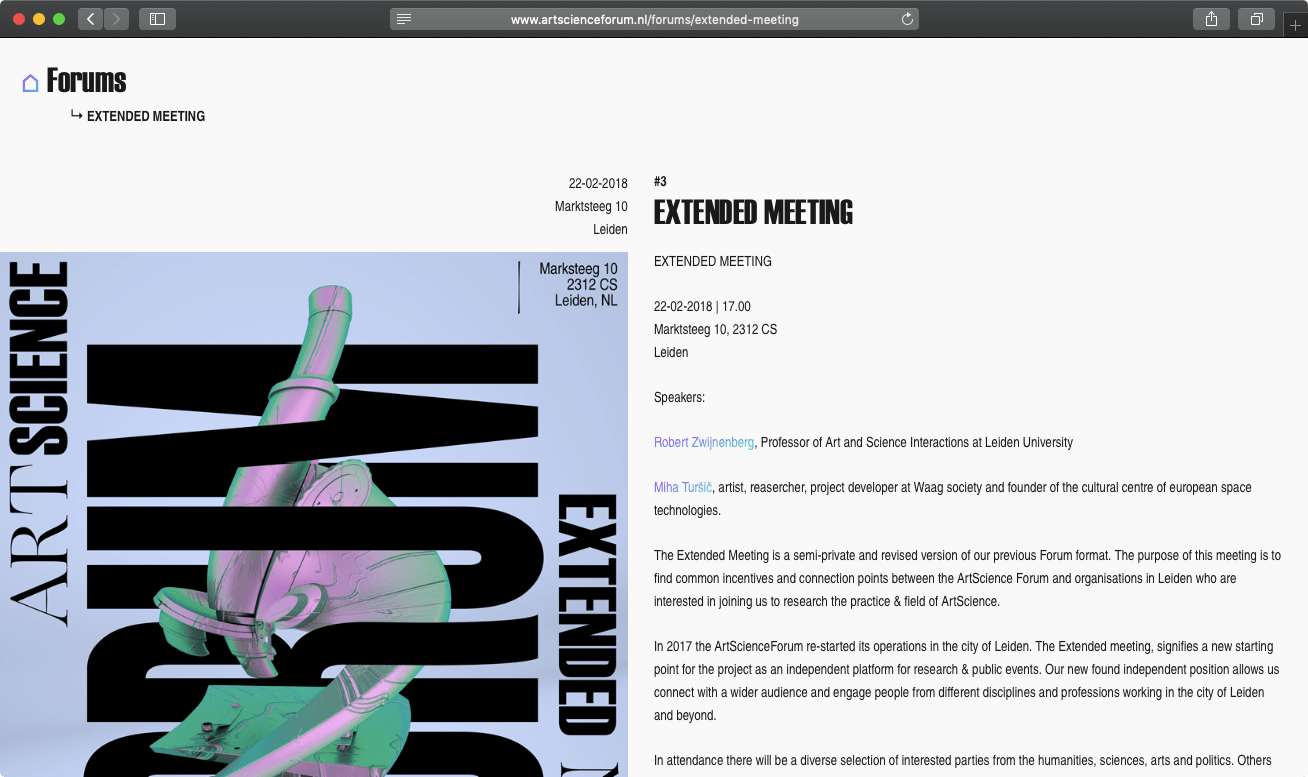 www.artscienceforum.nl/forums/extended-meeting
Forums
↳ EXTENDED MEETING
22-02-2018
Marktsteeg 10
Leiden
ART SCIENCE
Marksteeg 10
2312 CS
Leiden, NL
EXTENDED
#3
EXTENDED MEETING
EXTENDED MEETING
22-02-2018 | 17.00
Marktsteeg 10, 2312 CS
Leiden
Speakers:
Robert Zwijnenberg, Professor of Art and Science Interactions at Leiden University
Miha Turšič, artist, reasercher, project developer at Waag society and founder of the cultural centre of european space
technologies.
The Extended Meeting is a semi-private and revised version of our previous Forum format. The purpose of this meeting is to
find common incentives and connection points between the ArtScience Forum and organisations in Leiden who are
interested in joining us to research the practice & field of ArtScience.
In 2017 the ArtScienceForum re-started its operations in the city of Leiden. The Extended meeting, signifies a new starting
point for the project as an independent platform for research & public events. Our new found independent position allows us
connect with a wider audience and engage people from different disciplines and professions working in the city of Leiden
and beyond.
In attendance there will be a diverse selection of interested parties from the humanities, sciences, arts and politics. Others